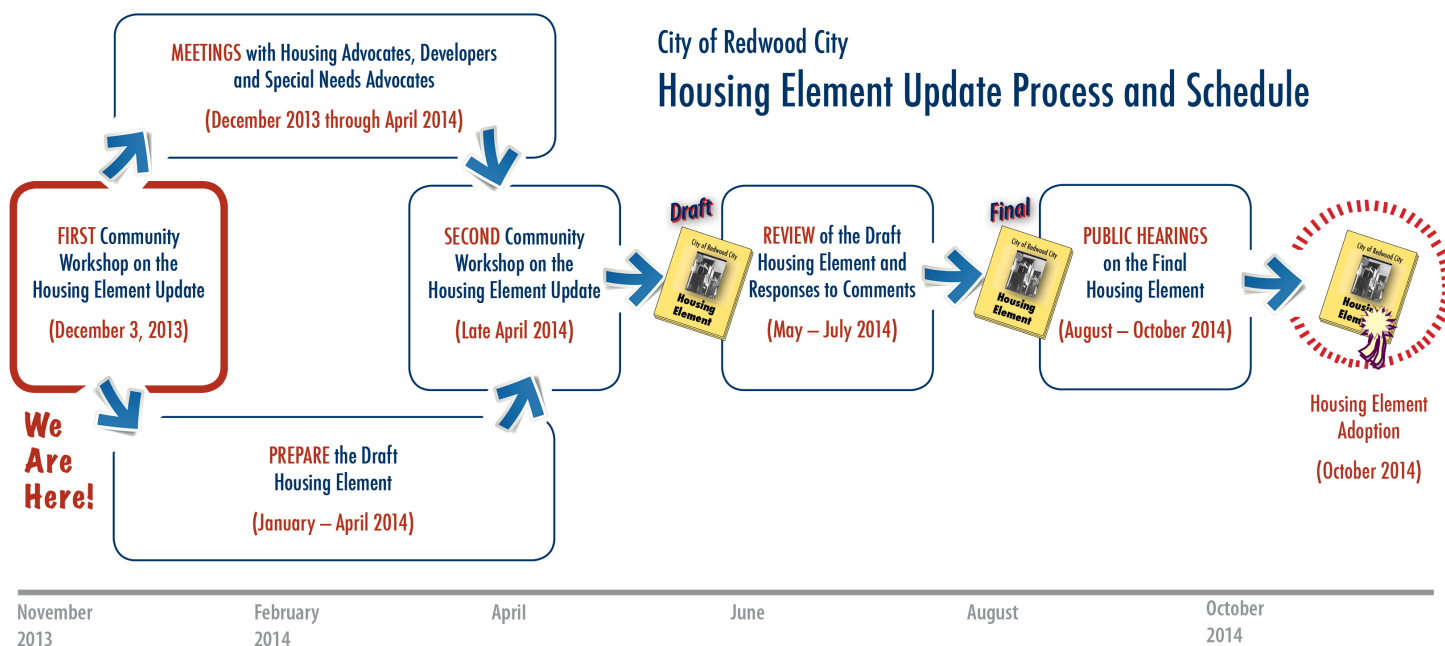 City of Redwood City
Housing Element Update Process and Schedule
MEETINGS with Housing Advocates, Developers
and Special Needs Advocates
(December 2013 through April 2014)
FIRST Community
Workshop on the
Housing Element Update
(December 3, 2013)
We
Are
Here!
PREPARE the Draft
Housing Element
(January – April 2014)
SECOND Community
Workshop on the
Housing Element Update
(Late April 2014)
Draft
City of Redwood City
Housing
Element
REVIEW of the Draft
Housing Element and
Responses to Comments
(May – July 2014)
Final
City of Redwood City
Housing
Element
PUBLIC HEARINGS
on the Final
Housing Element
(August – October 2014)
City of Redwood City
Housing Element
Adoption
(October 2014)
November
2013
February
2014
April
June
August
October
2014